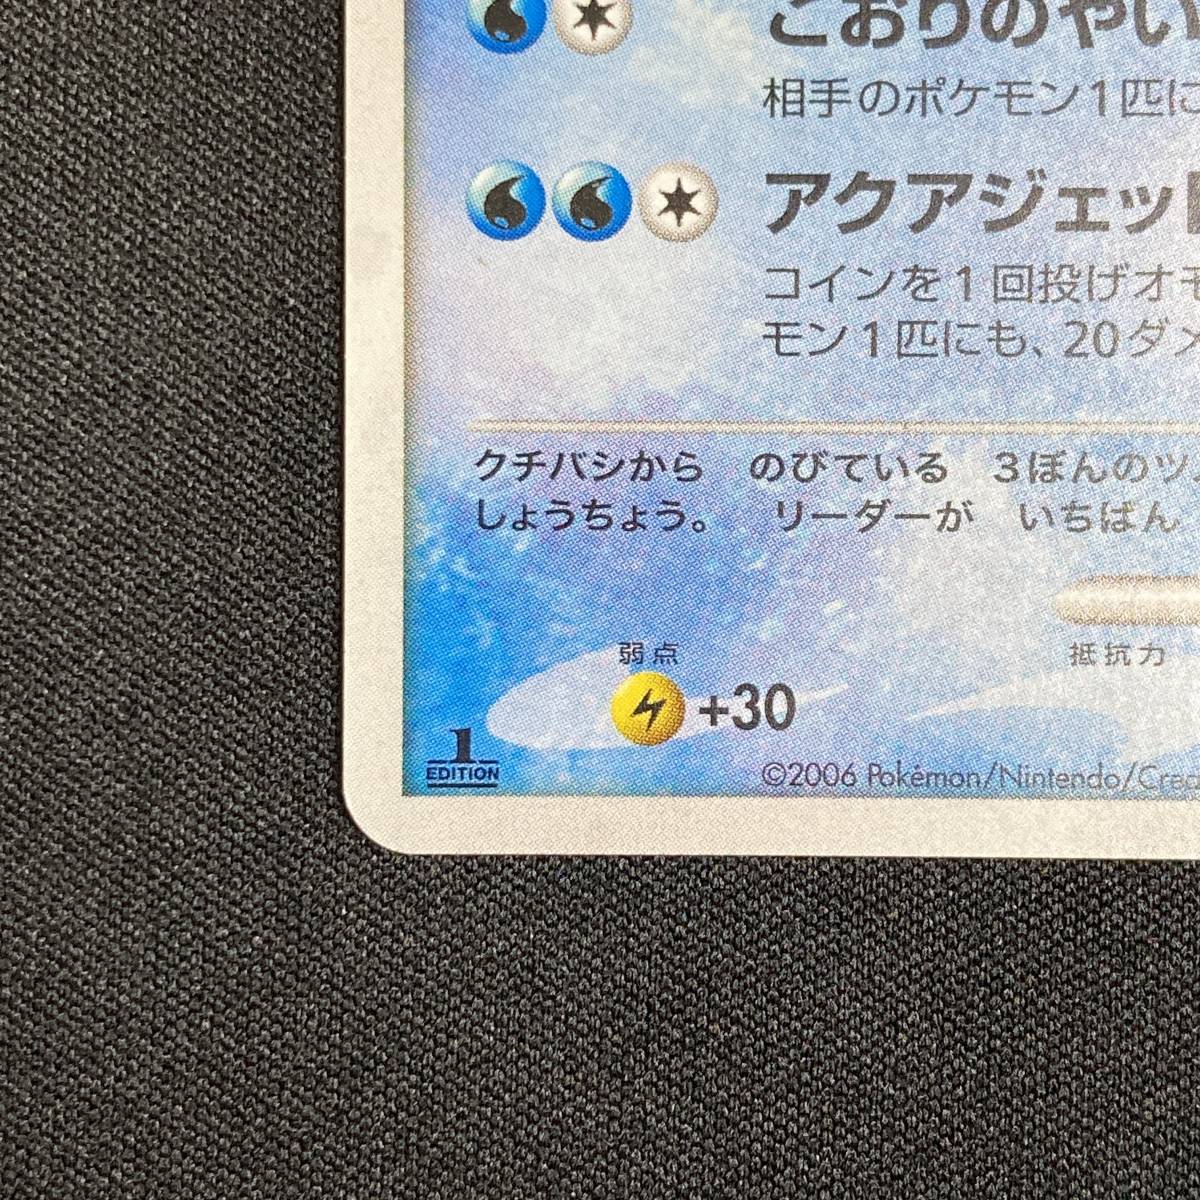 こおりのやい
相手のポケモン1匹に
アクアジェッ
コインを1回投げオモ
モン1匹にも、20ダメ
クチバシから のびている 3ぼんのツ
しょうちょう。 リーダーが いちばん
弱点
抵抗力
+30
1
EDITION
©2006 Pokémon/Nintendo/Crea